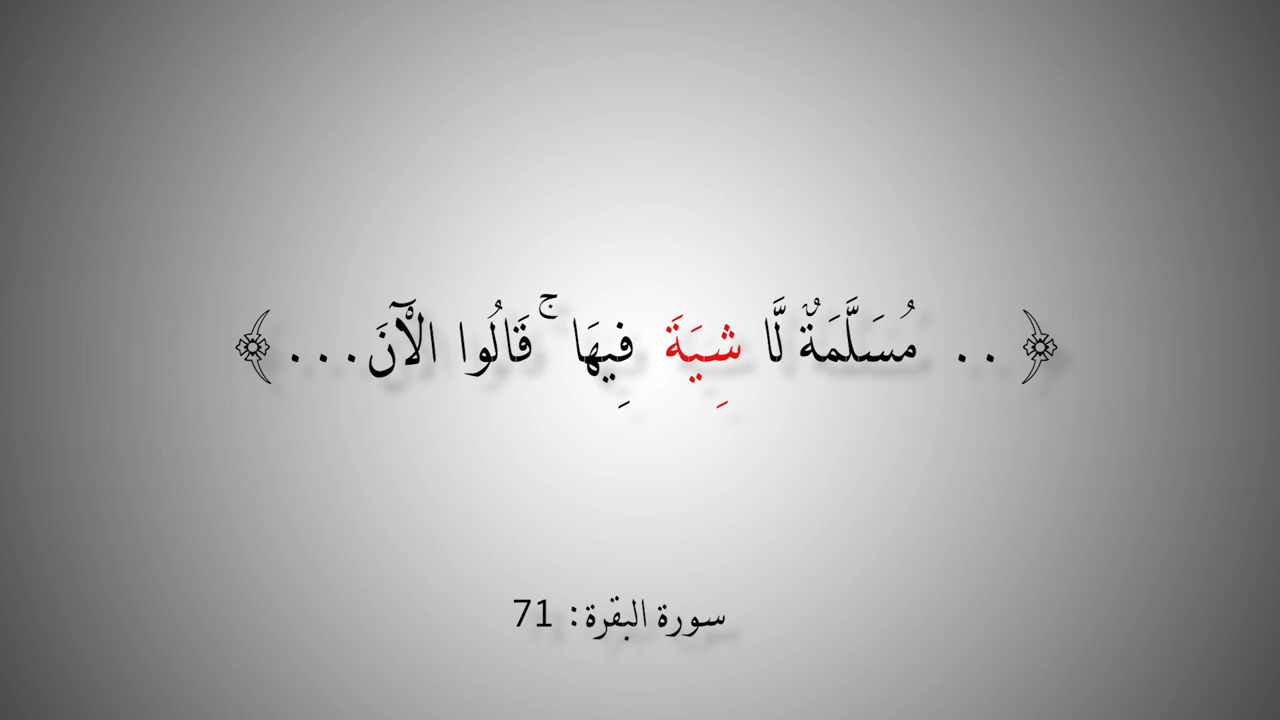 ﴿ .. مُسَلَّمَةٌ لَّا شِيَةَ فِيهَا ۚ قَالُوا الْآنَ... ﴾
سورة البقرة: 71